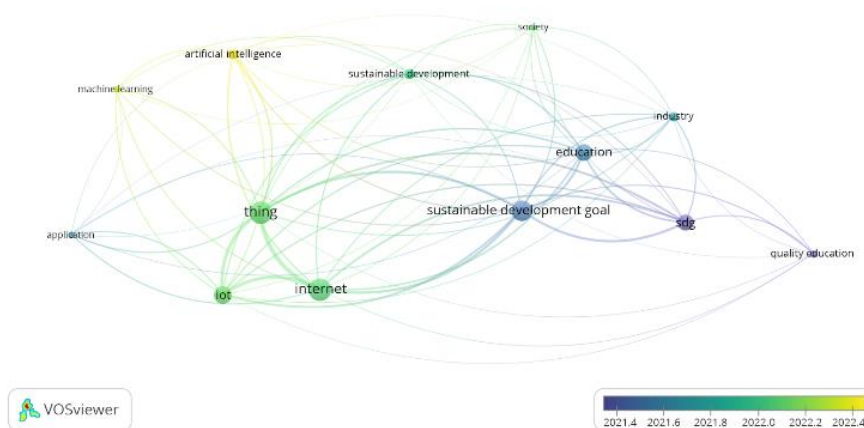 society
artificial intelligence
sustainable development
machine learning
industry
education
thing
sustainable development goal
sdg
application
quality education
internet
iot
VOSviewer
2021.4 2021.6 2021.8 2022.0 2022.2 2022.4